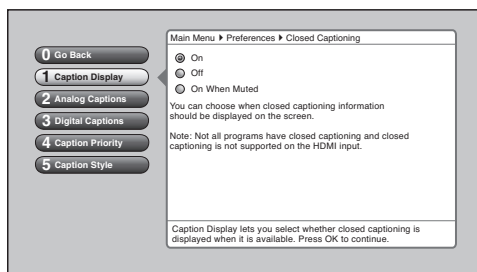 Main Menu ▸ Preferences ▸ Closed Captioning
0 Go Back
1 Caption Display
2 Analog Captions
3 Digital Captions
4 Caption Priority
5 Caption Style
On
Off
On When Muted
You can choose when closed captioning information
should be displayed on the screen.
Note: Not all programs have closed captioning and closed
captioning is not supported on the HDMI input.
Caption Display lets you select whether closed captioning is
displayed when it is available. Press OK to continue.